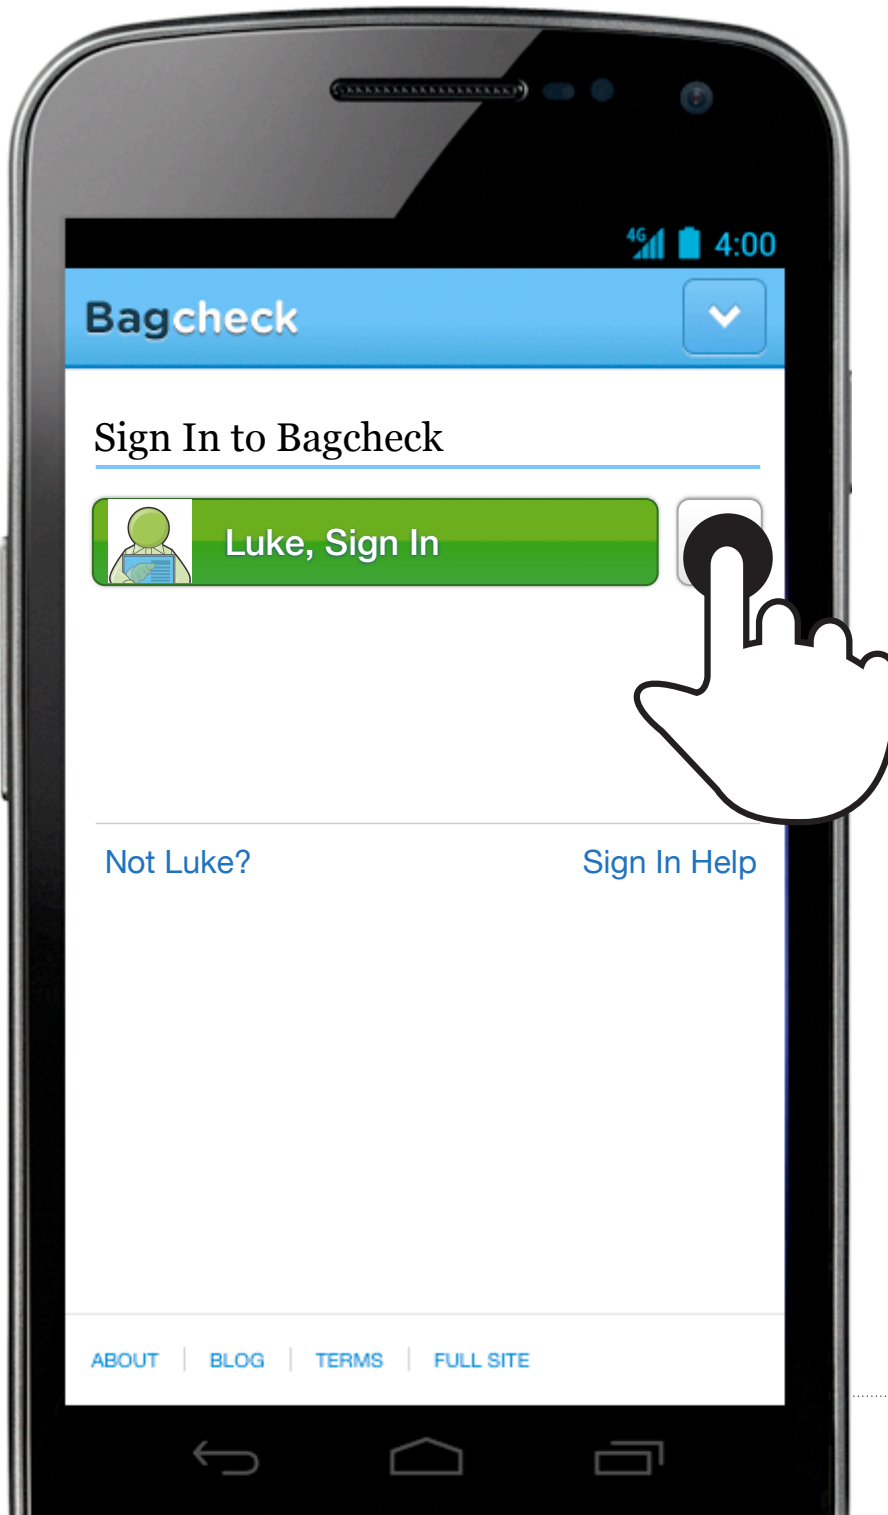 4G 4:00
Bagcheck
Sign In to Bagcheck
Luke, Sign In
Not Luke? Sign In Help
ABOUT BLOG TERMS FULL SITE